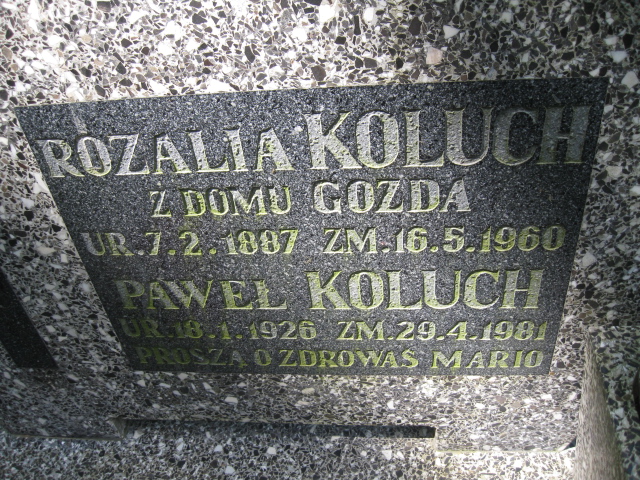 ROZALIA KOLUCH
Z DOMU GOZDA
UR. 7. 2. 1887 ZM. 16. 5. 1960
PAWEŁ KOLUCH
UR. 18. 1. 1926 ZM. 29. 4. 1981
PROSZĄ O ZDROWAŚ MARIO